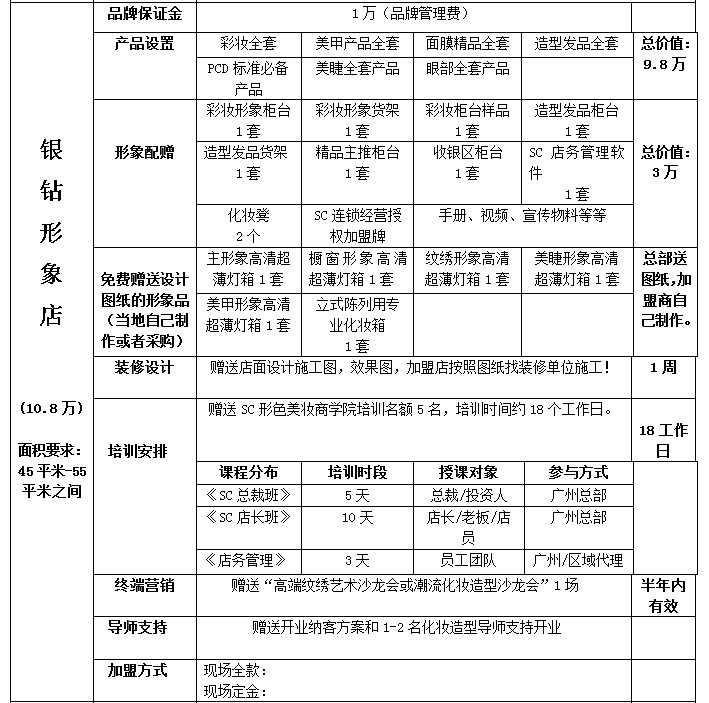 品牌保证金
1万（品牌管理费）
产品设置
彩妆全套
美甲产品全套
面膜精品全套
造型发品全套
总价值：
9.8万
PCD标准必备
产品
美睫全套产品
眼部全套产品
银
钻
形
象
店
形象配赠
彩妆形象柜台
1套
彩妆形象货架
1套
彩妆柜台样品
1套
造型发品柜台
1套
造型发品货架
1套
精品主推柜台
1套
收银区柜台
1套
SC 店务管理软
件
1套
总价值：
3万
化妆凳
2个
SC连锁经营授
权加盟牌
手册、视频、宣传物料等等
免费赠送设计
图纸的形象品
（当地自己制
作或者采购）
主形象高清超
薄灯箱1套
橱窗形象高清
超薄灯箱1套
纹绣形象高清
超薄灯箱1套
美睫形象高清
超薄灯箱1套
总部送
图纸,加
盟商自
己制作。
美甲形象高清
超薄灯箱1套
立式陈列用专
业化妆箱
1套
装修设计
赠送店面设计施工图，效果图，加盟店按照图纸找装修单位施工！
1周
(10.8万)
面积要求：
45平米-55
平米之间
培训安排
赠送SC形色美妆商学院培训名额5名，培训时间约18个工作日。
18工作
日
课程分布
培训时段
授课对象
参与方式
《SC总裁班》
5天
总裁/投资人
广州总部
《SC店长班》
10天
店长/老板/店
员
广州总部
《店务管理》
3天
员工团队
广州/区域代理
终端营销
赠送“高端纹绣艺术沙龙会或潮流化妆造型沙龙会”1场
半年内
有效
导师支持
赠送开业纳客方案和1-2名化妆造型导师支持开业
加盟方式
现场全款：
现场定金：